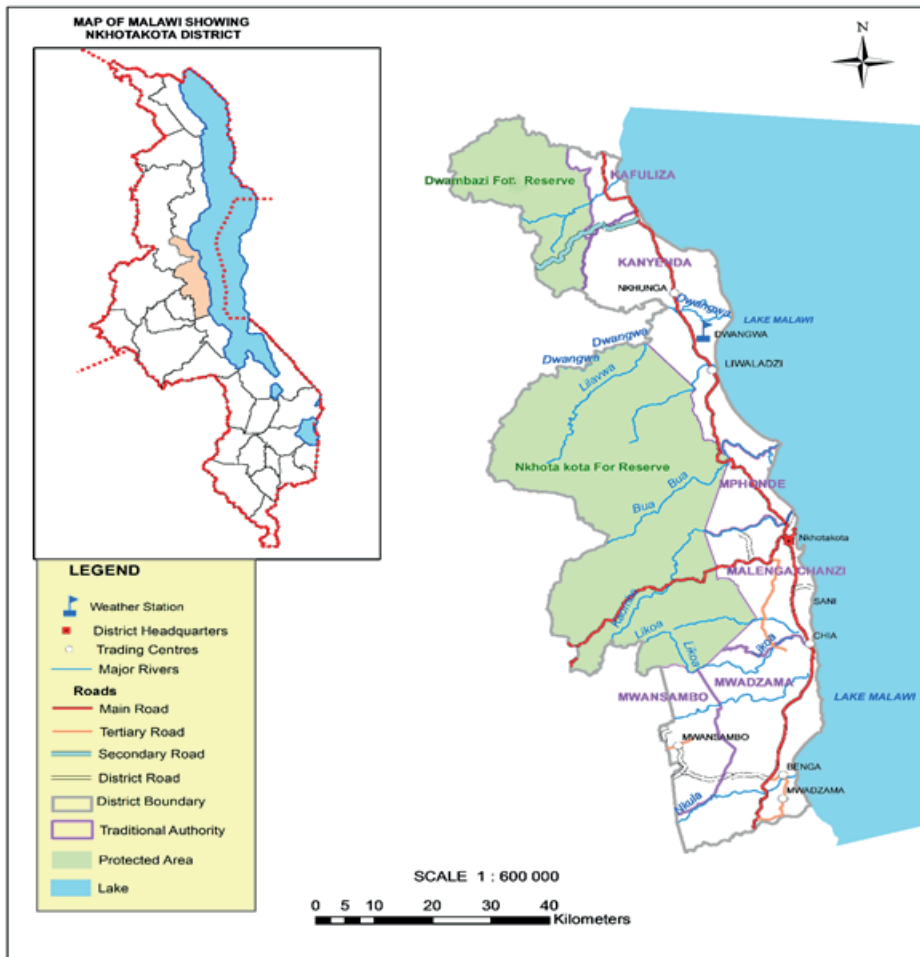 MAP OF MALAWI SHOWING
NKHOTAKOTA DISTRICT
N
Dwambazi For. Reserve
KAFULIZA
KANYENDA
NKHUNGA
Dwangwa
LAKE MALAWI
DWANGWA
Dwangwa
Dwangwa
LIWALADZI
Lilavwa
Nkhota kota For Reserve
Bua
Bua
MPHONDE
Nkhotakota
MALENGA CHANZI
Kaombe
SANI
Likoa
Likoa
CHIA
Likoa
MWADZAMA
MWANSAMBO
LAKE MALAWI
MWANSAMBO
BENGA
MWADZAMA
Nkula
LEGEND
Weather Station
District Headquarters
Trading Centres
Major Rivers
Roads
Main Road
Tertiary Road
Secondary Road
District Road
District Boundary
Traditional Authority
Protected Area
Lake
SCALE 1 : 600 000
0 5 10 20 30 40
Kilometers